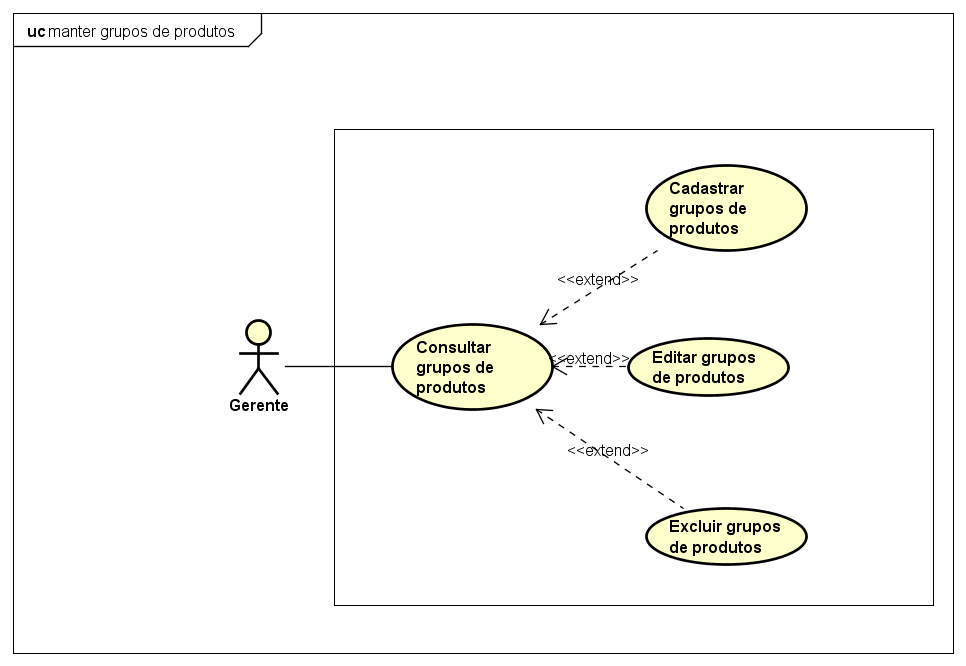 uc manter grupos de produtos
Cadastrar
grupos de
produtos
<<extend>>
Consultar
grupos de
produtos
<<extend>>
Editar grupos
de produtos
Gerente
<<extend>>
Excluir grupos
de produtos